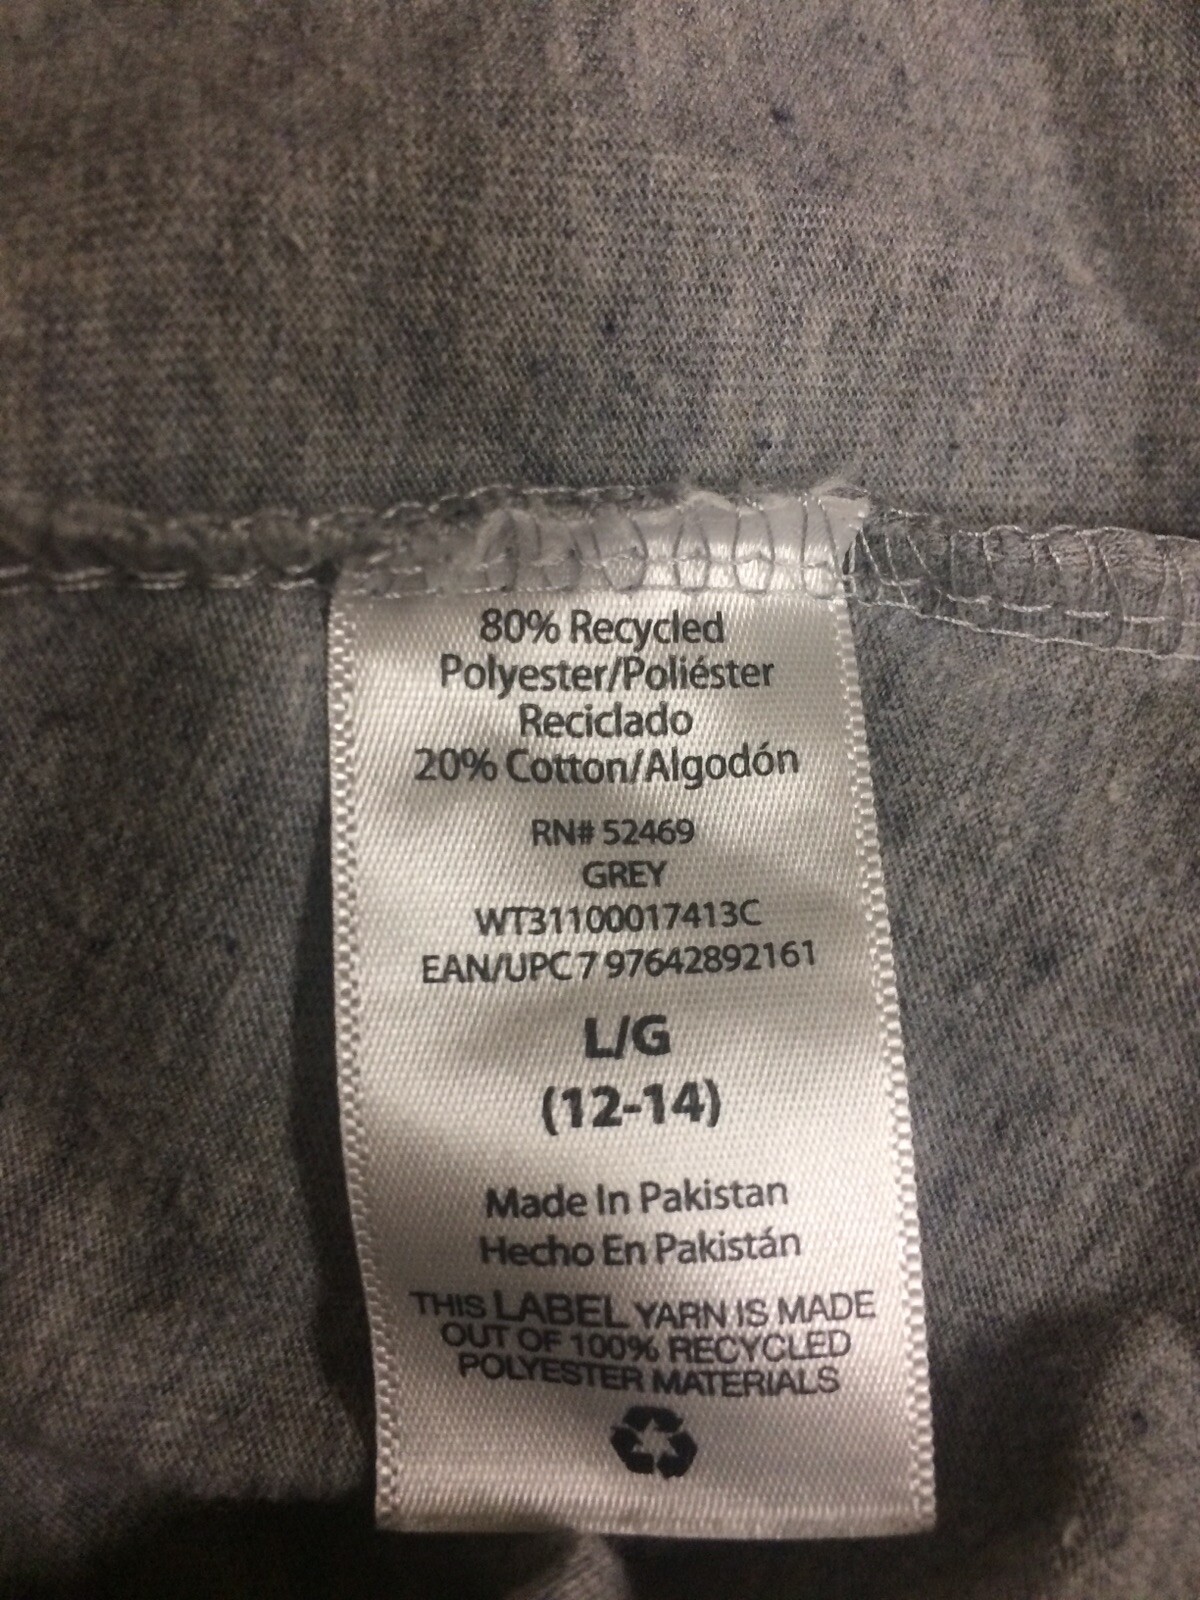 80% Recycled
Polyester/Poliéster
Reciclado
20% Cotton/Algodón
RN# 52469
GREY
WT31100017413C
EAN/UPC 7 97642892161
L/G
(12-14)
Made In Pakistan
Hecho En Pakistán
THIS LABEL YARN IS MADE
OUT OF 100% RECYCLED
POLYESTER MATERIALS